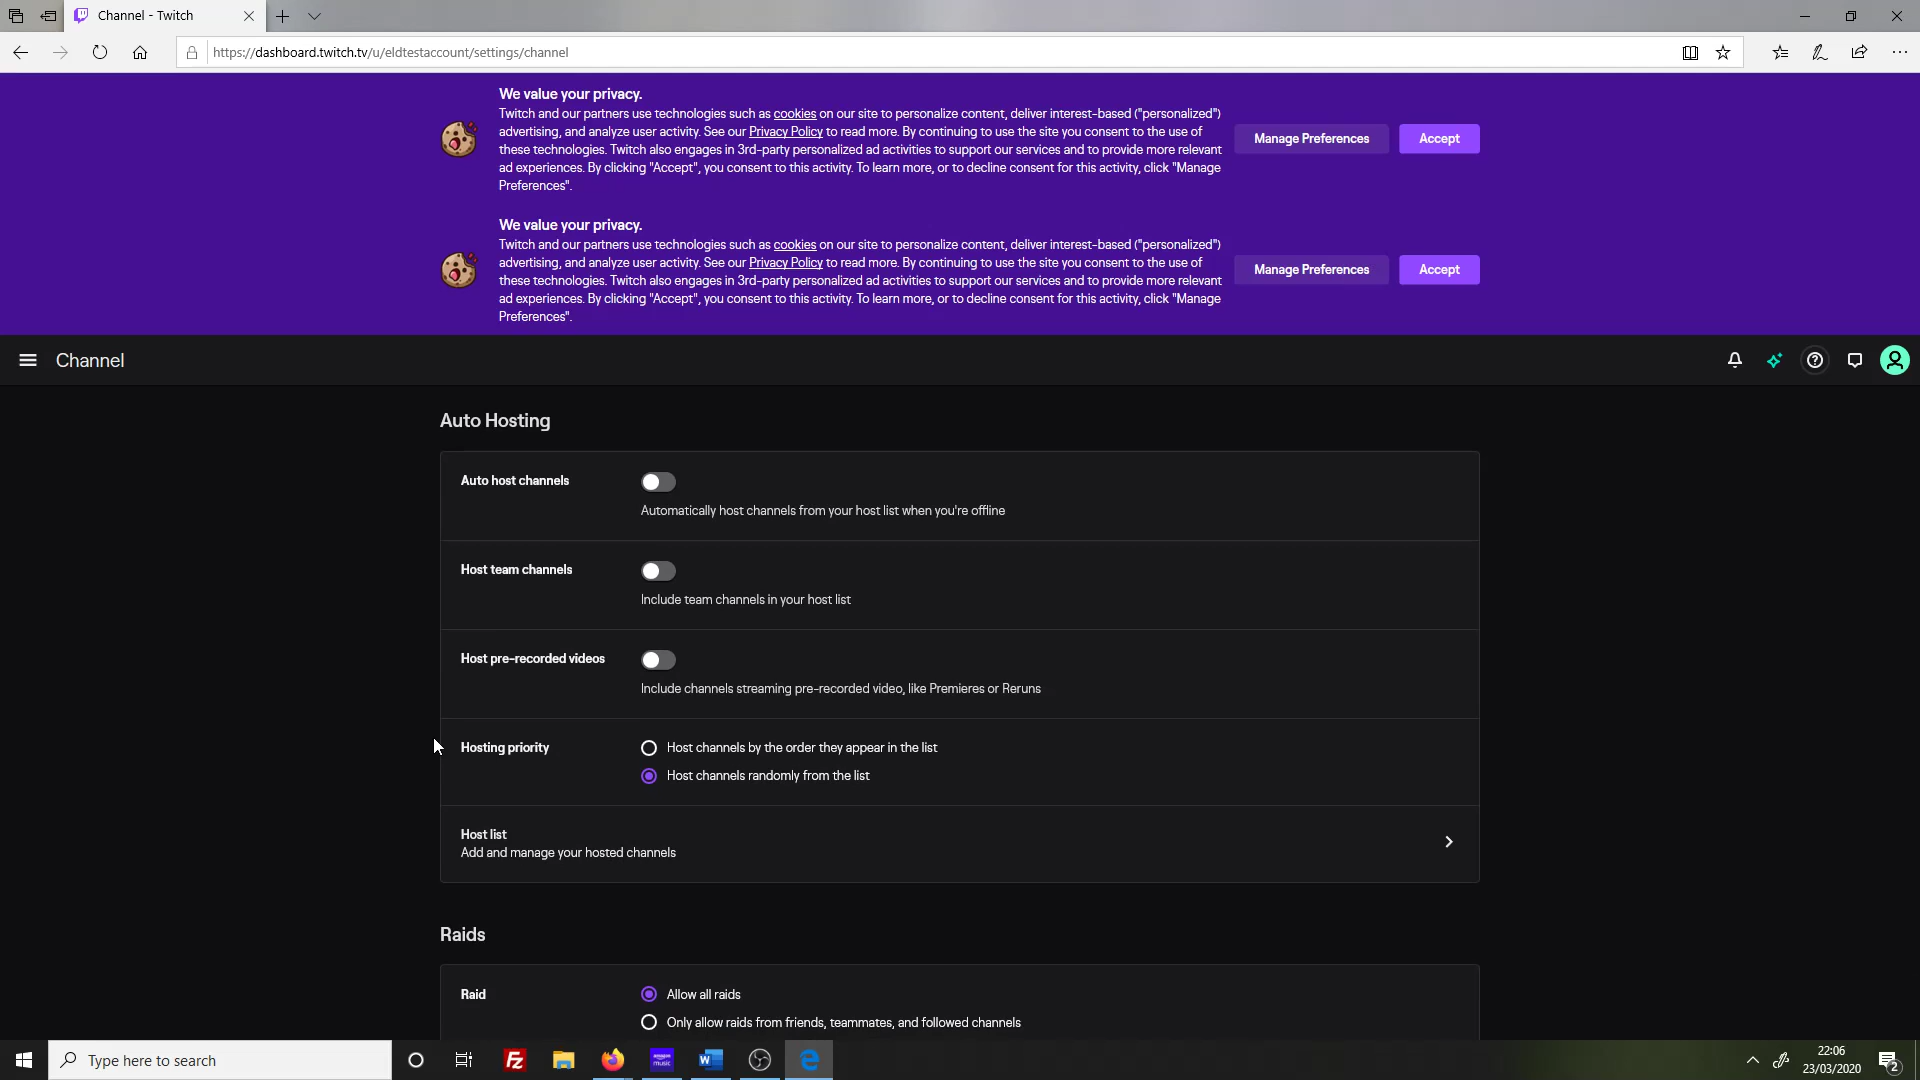 Channel - Twitch
https://dashboard.twitch.tv/u/eldtestaccount/settings/channel
We value your privacy.
Twitch and our partners use technologies such as cookies on our site to personalize content, deliver interest-based ("personalized")
advertising, and analyze user activity. See our Privacy Policy to read more. By continuing to use the site you consent to the use of
these technologies. Twitch also engages in 3rd-party personalized ad activities to support our services and to provide more relevant
ad experiences. By clicking "Accept", you consent to this activity. To learn more, or to decline consent for this activity, click "Manage
Preferences".
Manage Preferences
Accept
We value your privacy.
Twitch and our partners use technologies such as cookies on our site to personalize content, deliver interest-based ("personalized")
advertising, and analyze user activity. See our Privacy Policy to read more. By continuing to use the site you consent to the use of
these technologies. Twitch also engages in 3rd-party personalized ad activities to support our services and to provide more relevant
ad experiences. By clicking "Accept", you consent to this activity. To learn more, or to decline consent for this activity, click "Manage
Preferences".
Manage Preferences
Accept
Channel
Auto Hosting
Auto host channels
Automatically host channels from your host list when you're offline
Host team channels
Include team channels in your host list
Host pre-recorded videos
Include channels streaming pre-recorded video, like Premieres or Reruns
Hosting priority
Host channels by the order they appear in the list
Host channels randomly from the list
Host list
Add and manage your hosted channels
Raids
Raid
Allow all raids
Only allow raids from friends, teammates, and followed channels
Type here to search
Fz
amazon
music
W
22:06
23/03/2020
2